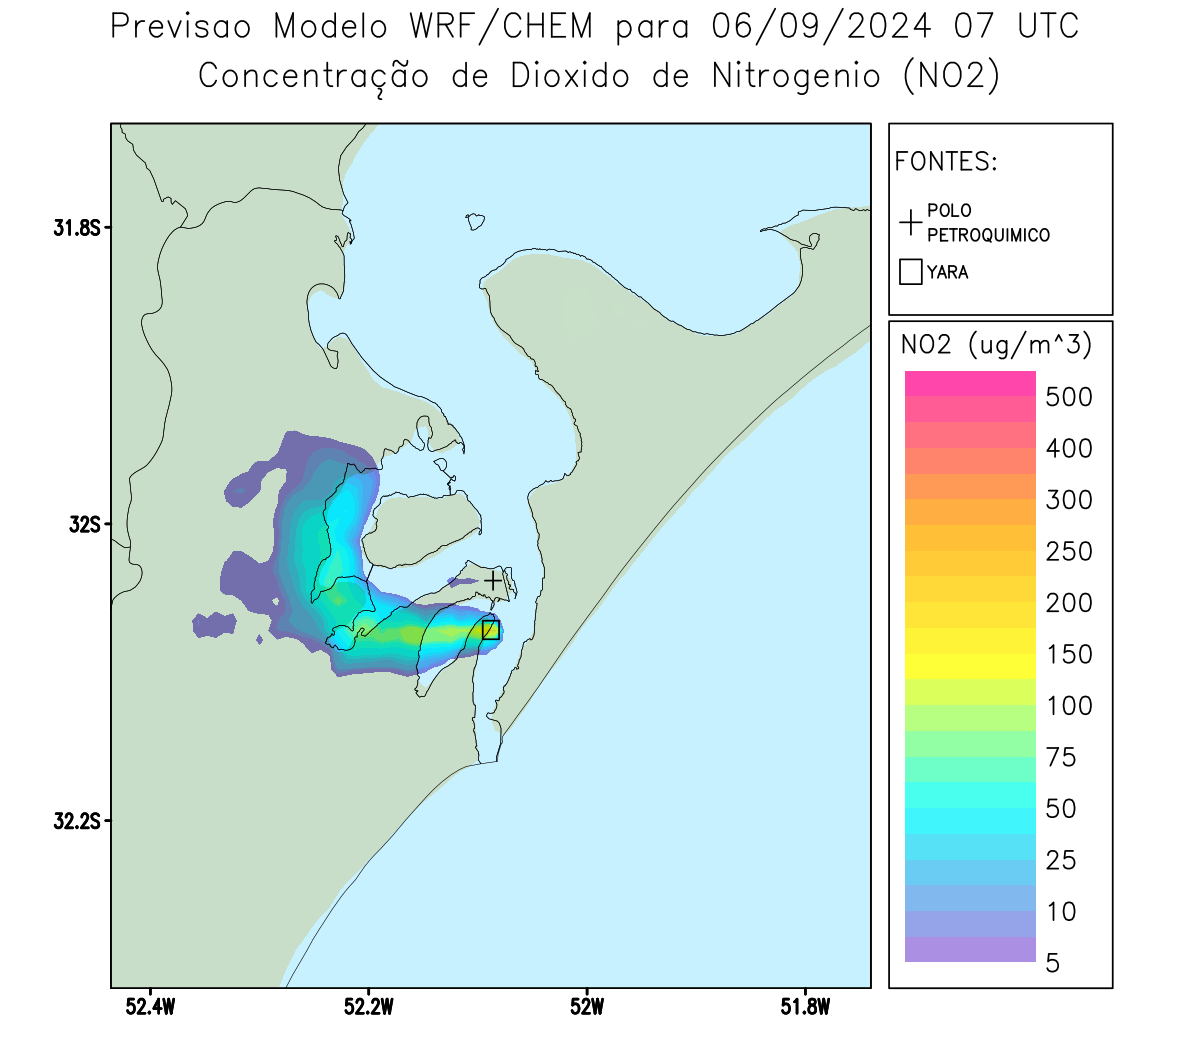 Previsao Modelo WRF/CHEM para 06/09/2024 07 UTC
Concentração de Dioxido de Nitrogenio (NO2)
FONTES:
POLO
PETROQUIMICO
YARA
NO2 (ug/m^3)
500
400
300
250
200
150
100
75
50
25
10
5
31.8S
32S
32.2S
52.4W
52.2W
52W
51.8W